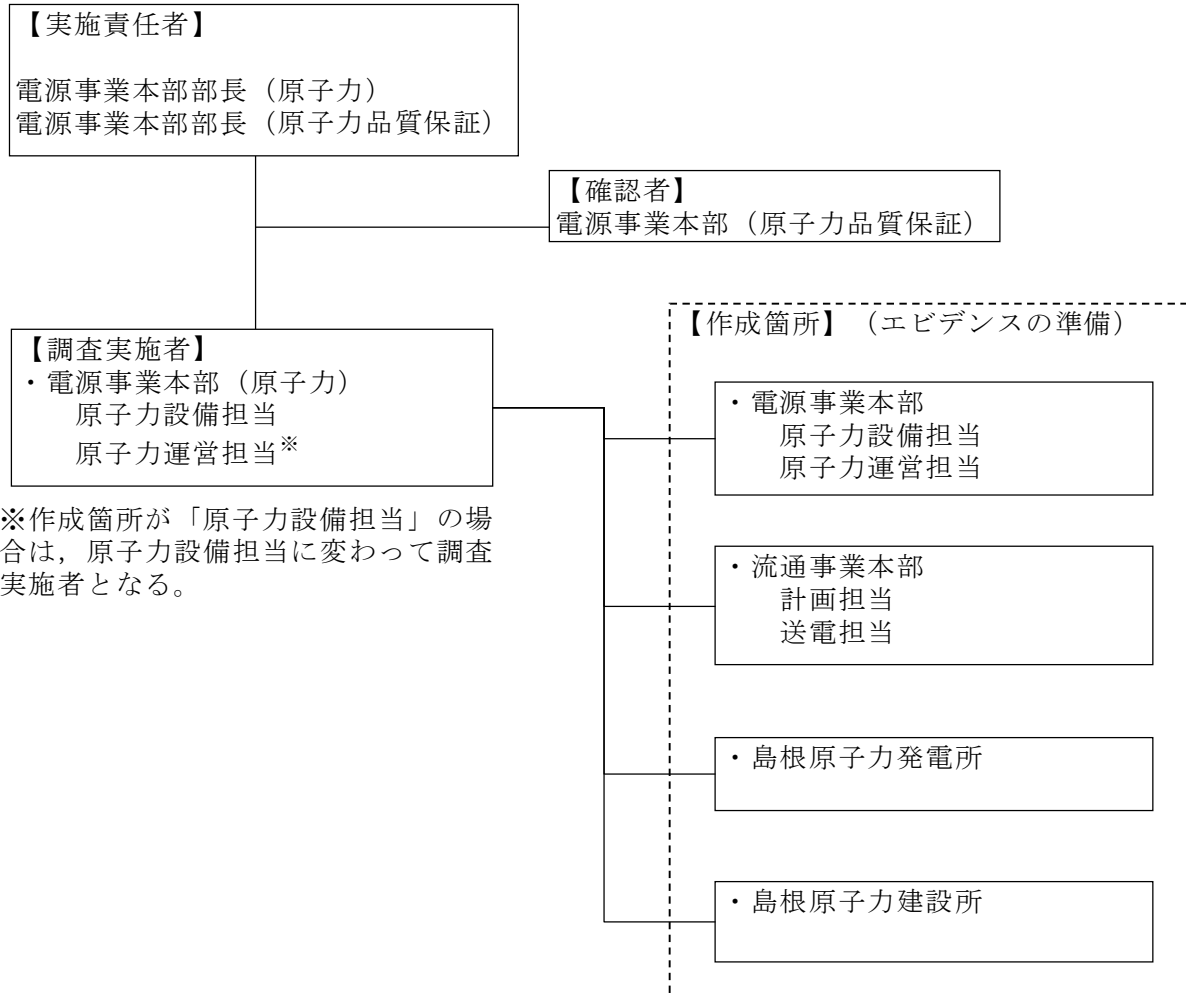 【実施責任者】
電源事業本部部長（原子力）
電源事業本部部長（原子力品質保証）
【確認者】
電源事業本部（原子力品質保証）
【調査実施者】
・電源事業本部（原子力）
原子力設備担当
原子力運営担当※
※作成箇所が「原子力設備担当」の場
合は，原子力設備担当に変わって調査
実施者となる。
【作成箇所】（エビデンスの準備）
・電源事業本部
原子力設備担当
原子力運営担当
・流通事業本部
計画担当
送電担当
・島根原子力発電所
・島根原子力建設所